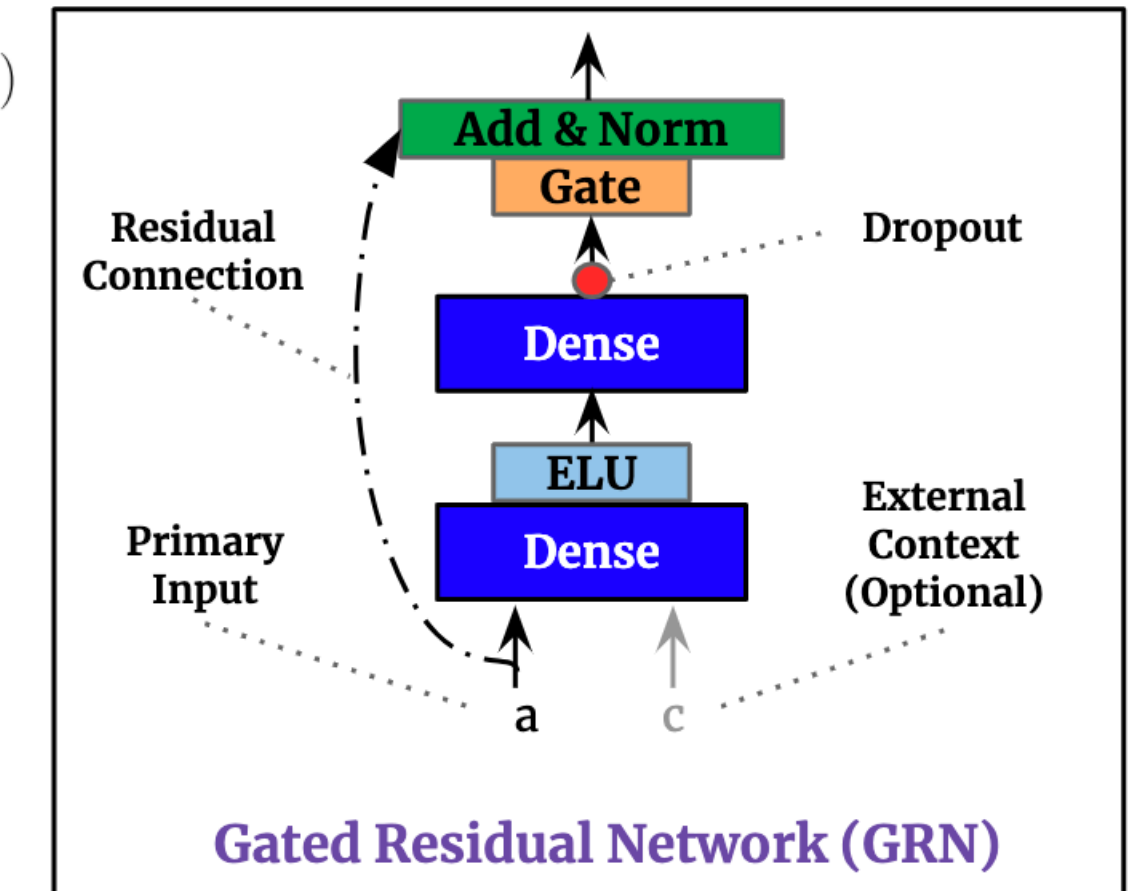 )
Add & Norm
Gate
Residual
Connection
Dropout
Dense
ELU
Dense
Primary
Input
External
Context
(Optional)
a
c
Gated Residual Network (GRN)